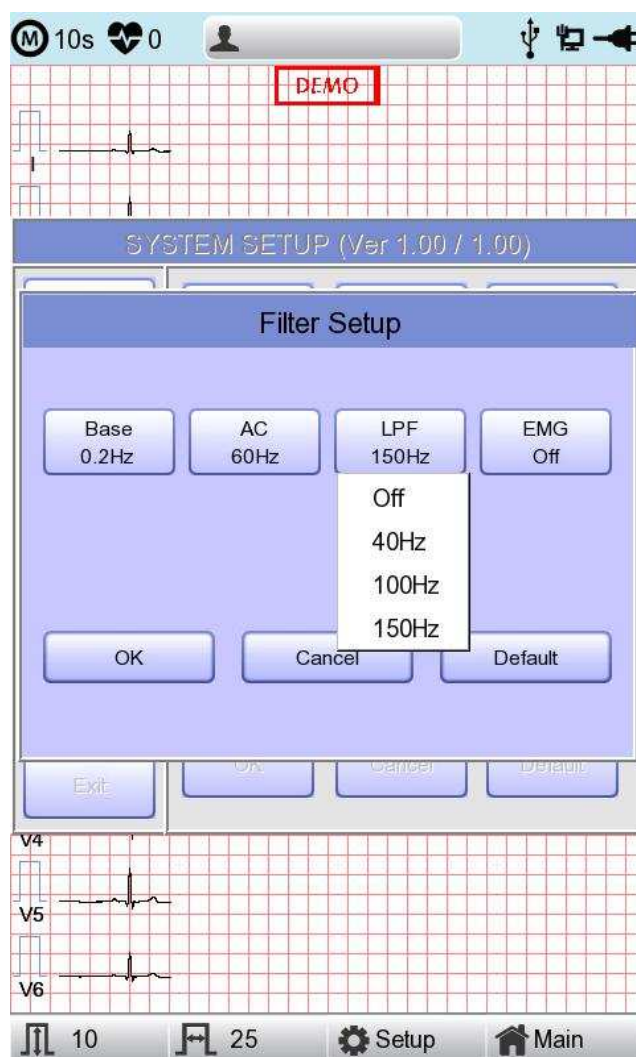 M 10s 0
DEMO
I
SYSTEM SETUP (Ver 1.00 / 1.00)
Filter Setup
Base AC LPF EMG
0.2Hz 60Hz 150Hz Off
Off
40Hz
100Hz
150Hz
OK Cancel Default
Exit OK Cancel Default
V4
V5
V6
10 25 Setup Main